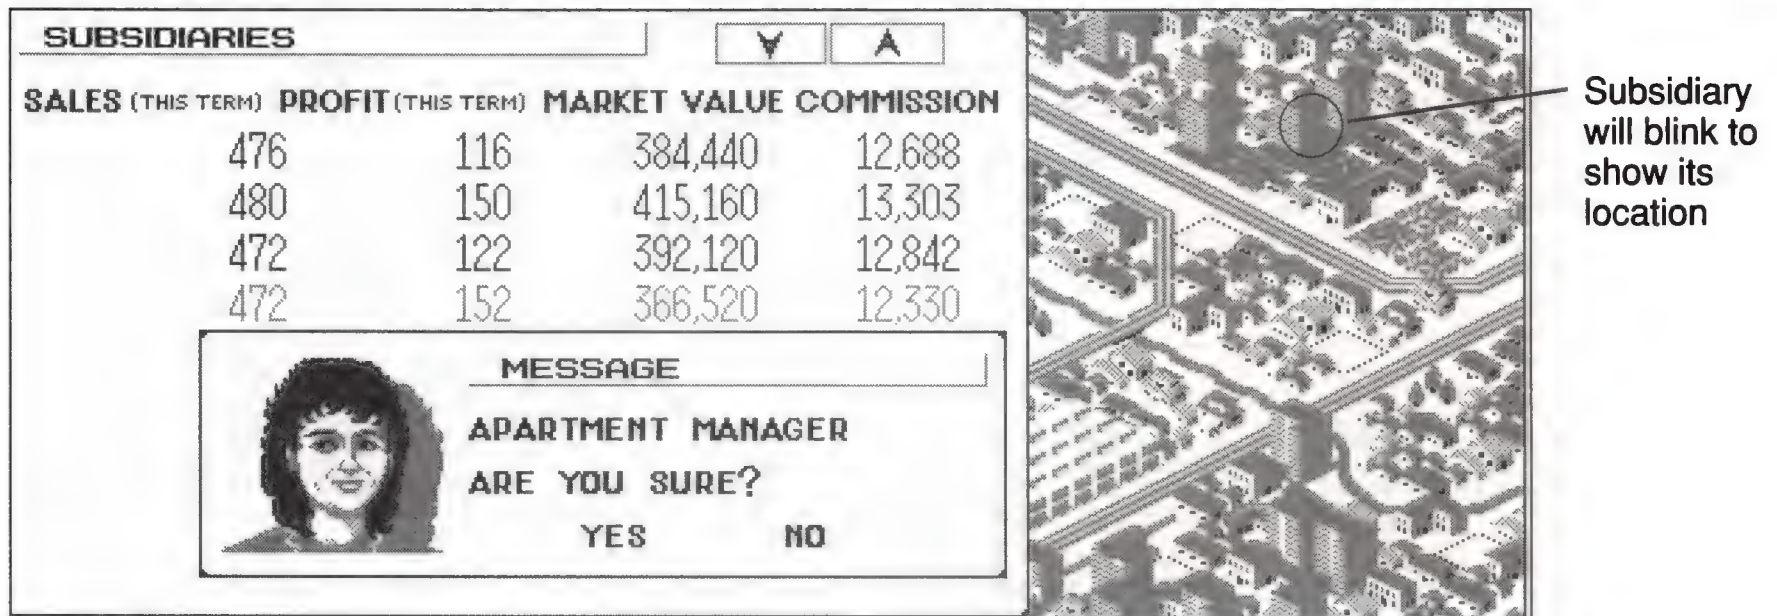 SUBSIDIARIES
SALES (THIS TERM) PROFIT (THIS TERM) MARKET VALUE COMMISSION
476 116 384,440 12,688
480 150 415,160 13,303
472 122 392,120 12,842
472 152 366,520 12,330
MESSAGE
APARTMENT MANAGER
ARE YOU SURE?
YES NO
Subsidiary
will blink to
show its
location